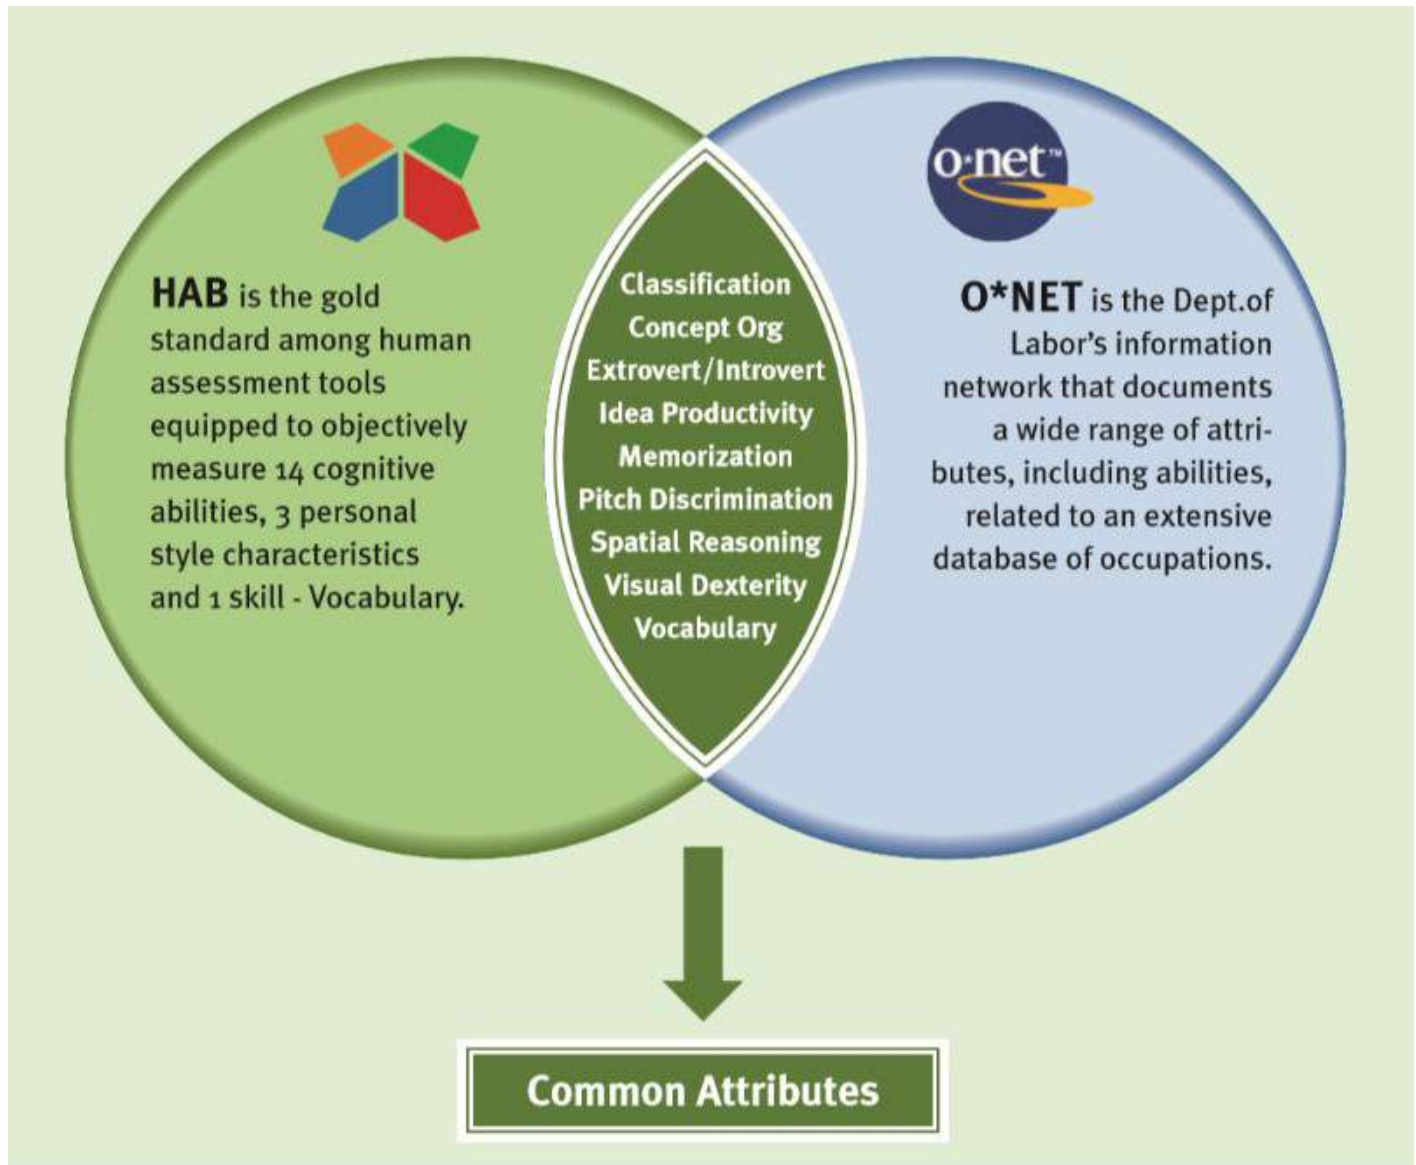 HAB is the gold
standard among human
assessment tools
equipped to objectively
measure 14 cognitive
abilities, 3 personal
style characteristics
and 1 skill - Vocabulary.
Classification
Concept Org
Extrovert/Introvert
Idea Productivity
Memorization
Pitch Discrimination
Spatial Reasoning
Visual Dexterity
Vocabulary
o*net™
O*NET is the Dept.of
Labor's information
network that documents
a wide range of attri-
butes, including abilities,
related to an extensive
database of occupations.
Common Attributes